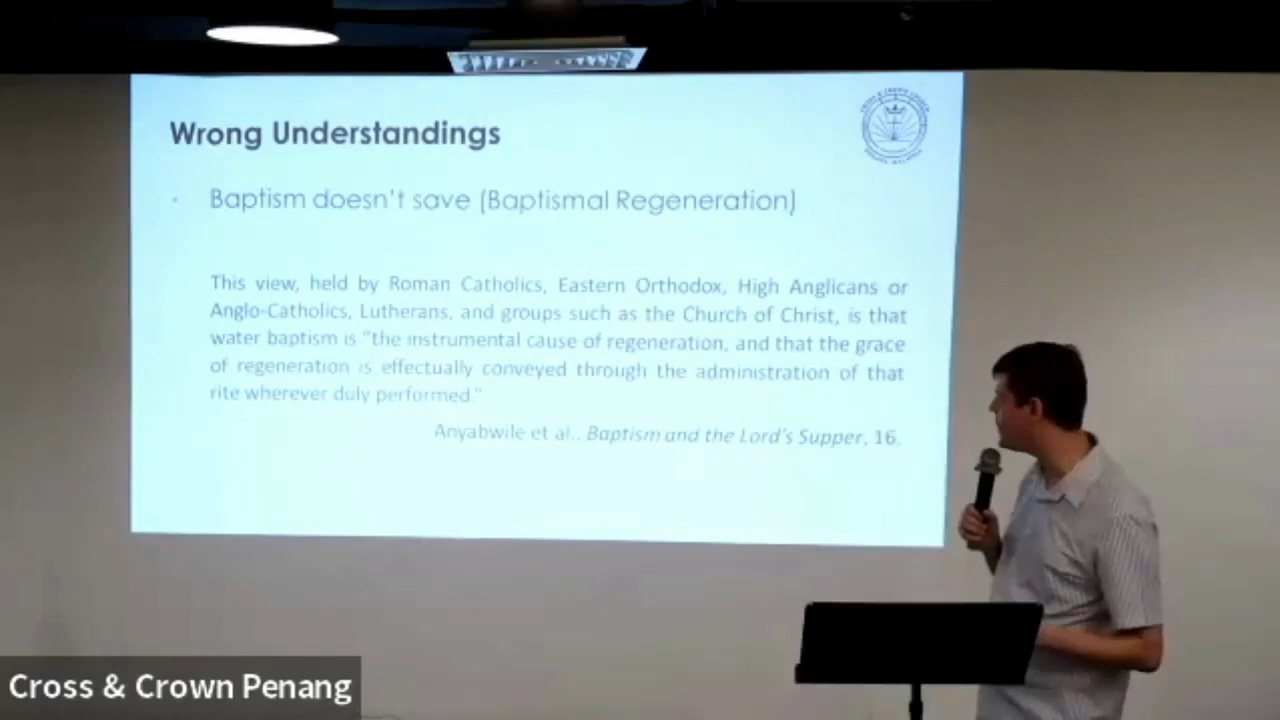 Wrong Understandings
Baptism doesn't save (Baptismal Regeneration)
This view, held by Roman Catholics, Eastern Orthodox, High Anglicans or
Anglo-Catholics, Lutherans, and groups such as the Church of Christ, is that
water baptism is "the instrumental cause of regeneration, and that the grace
of regeneration is effectually conveyed through the administration of that
rite wherever duly performed."
Anyabwile et al., Baptism and the Lord's Supper, 16.
Cross & Crown Penang